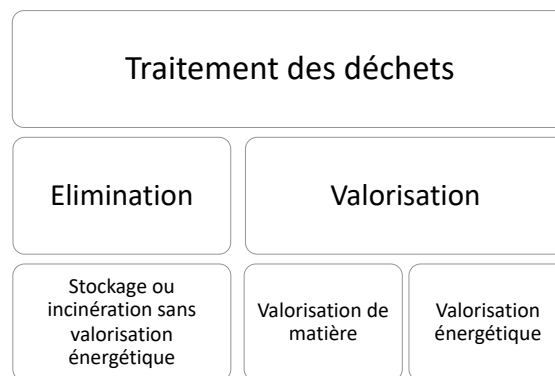 Traitement des déchets
Elimination
Valorisation
Stockage ou
incinération sans
valorisation
énergétique
Valorisation de
matière
Valorisation
énergétique